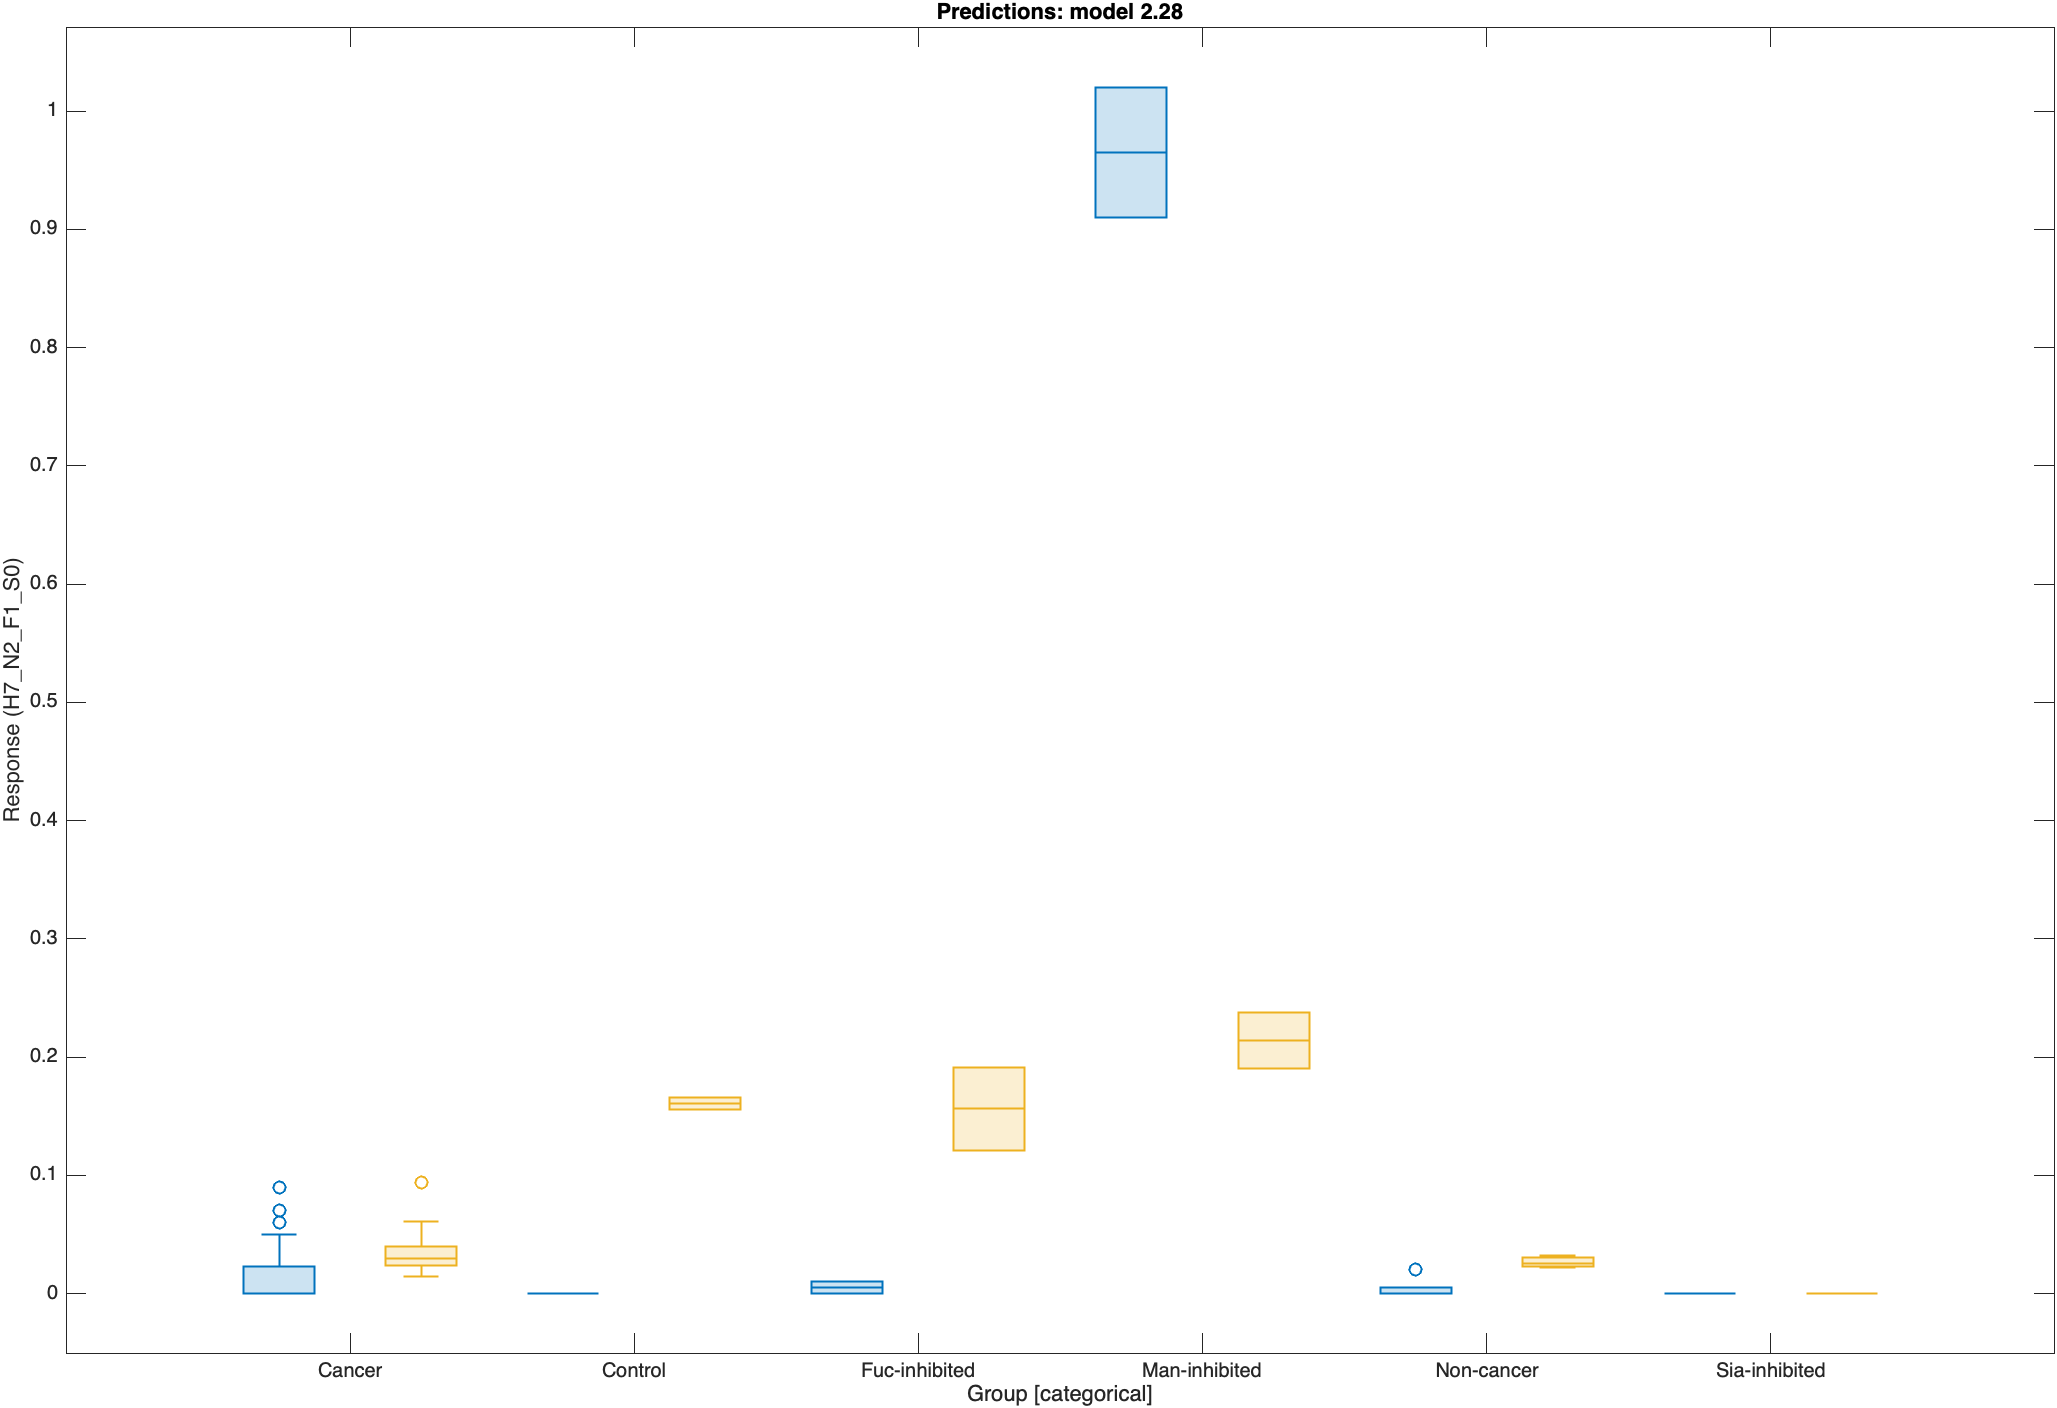 Predictions: model 2.28
Response (H7_N2_F1_S0)
1
0.9
0.8
0.7
0.6
0.5
0.4
0.3
0.2
0.1
0
Cancer
Control
Fuc-inhibited
Man-inhibited
Non-cancer
Sia-inhibited
Group [categorical]